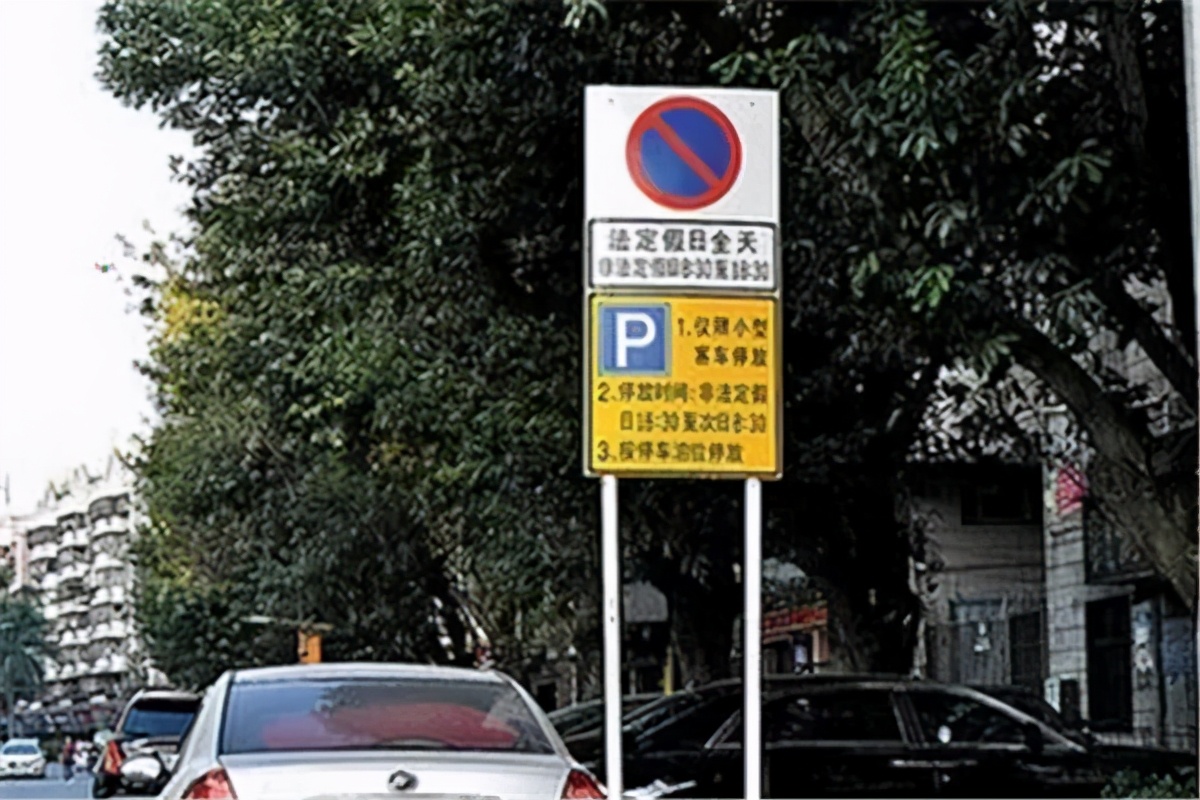 法定假日全天
非法定假日8:30至18:30
P
1.仅限小型
客车停放
2.停放时间:非法定假
日18:30至次日8:30
3.按停车泊位停放